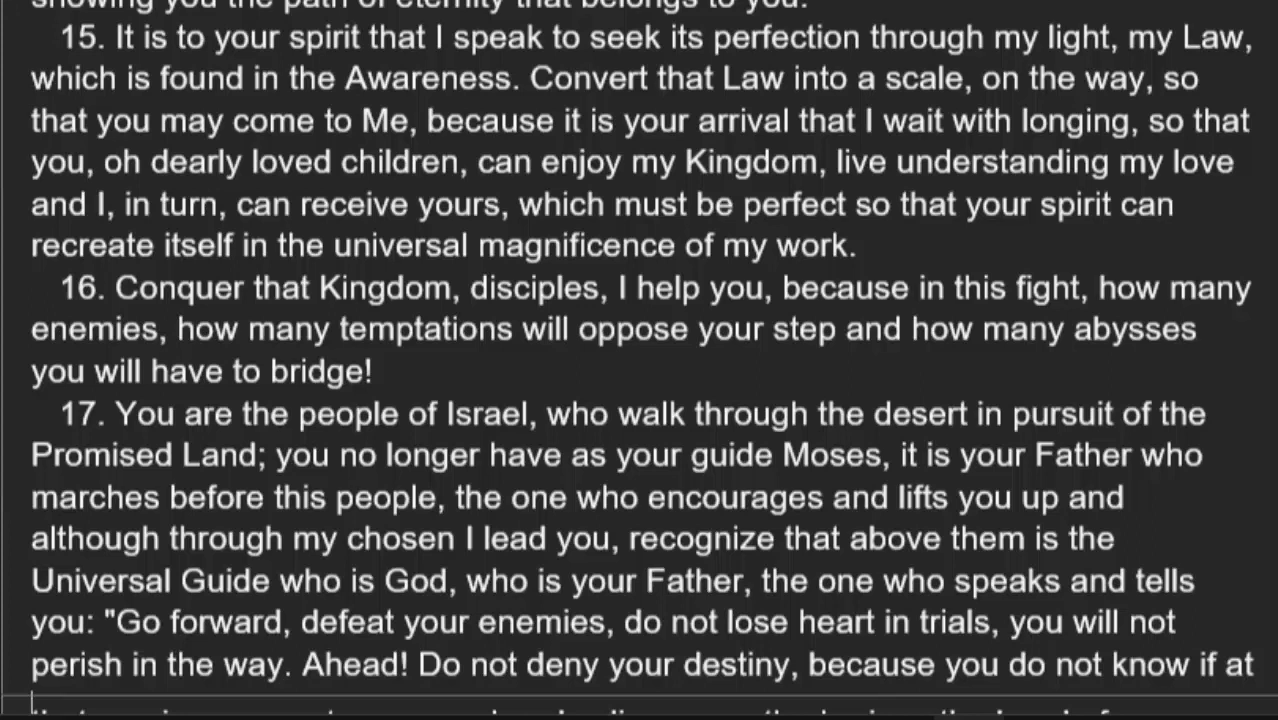 showing you the path of eternity that belongs to you.
15. It is to your spirit that I speak to seek its perfection through my light, my Law,
which is found in the Awareness. Convert that Law into a scale, on the way, so
that you may come to Me, because it is your arrival that I wait with longing, so that
you, oh dearly loved children, can enjoy my Kingdom, live understanding my love
and I, in turn, can receive yours, which must be perfect so that your spirit can
recreate itself in the universal magnificence of my work.
16. Conquer that Kingdom, disciples, I help you, because in this fight, how many
enemies, how many temptations will oppose your step and how many abysses
you will have to bridge!
17. You are the people of Israel, who walk through the desert in pursuit of the
Promised Land; you no longer have as your guide Moses, it is your Father who
marches before this people, the one who encourages and lifts you up and
although through my chosen I lead you, recognize that above them is the
Universal Guide who is God, who is your Father, the one who speaks and tells
you: "Go forward, defeat your enemies, do not lose heart in trials, you will not
perish in the way. Ahead! Do not deny your destiny, because you do not know if at